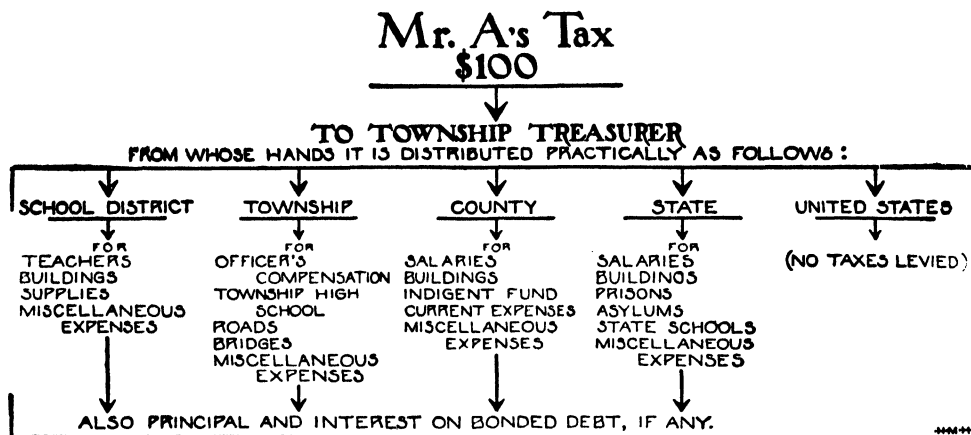 Mr. A's Tax
$100
TO TOWNSHIP TREASURER
FROM WHOSE HANDS IT IS DISTRIBUTED PRACTICALLY AS FOLLOWS:
SCHOOL DISTRICT
FOR
TEACHERS
BUILDINGS
SUPPLIES
MISCELLANEOUS
EXPENSES
TOWNSHIP
FOR
OFFICER'S
COMPENSATION
TOWNSHIP HIGH
SCHOOL
ROADS
BRIDGES
MISCELLANEOUS
EXPENSES
COUNTY
FOR
SALARIES
BUILDINGS
INDIGENT FUND
CURRENT EXPENSES
MISCELLANEOUS
EXPENSES
STATE
FOR
SALARIES
BUILDINGS
PRISONS
ASYLUMS
STATE SCHOOLS
MISCELLANEOUS
EXPENSES
UNITED STATES
(NO TAXES LEVIED)
ALSO PRINCIPAL AND INTEREST ON BONDED DEBT, IF ANY.